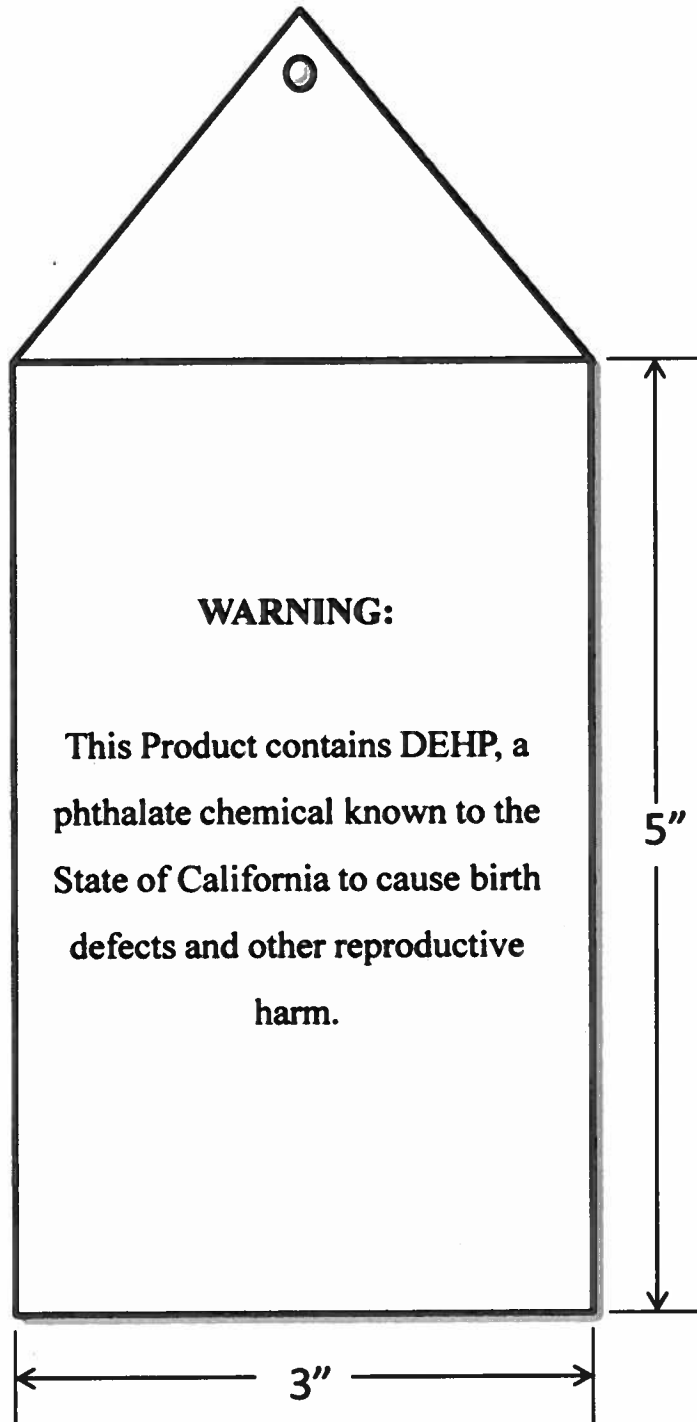 WARNING:
This Product contains DEHP, a
phthalate chemical known to the
State of California to cause birth
defects and other reproductive
harm.
5"
3"